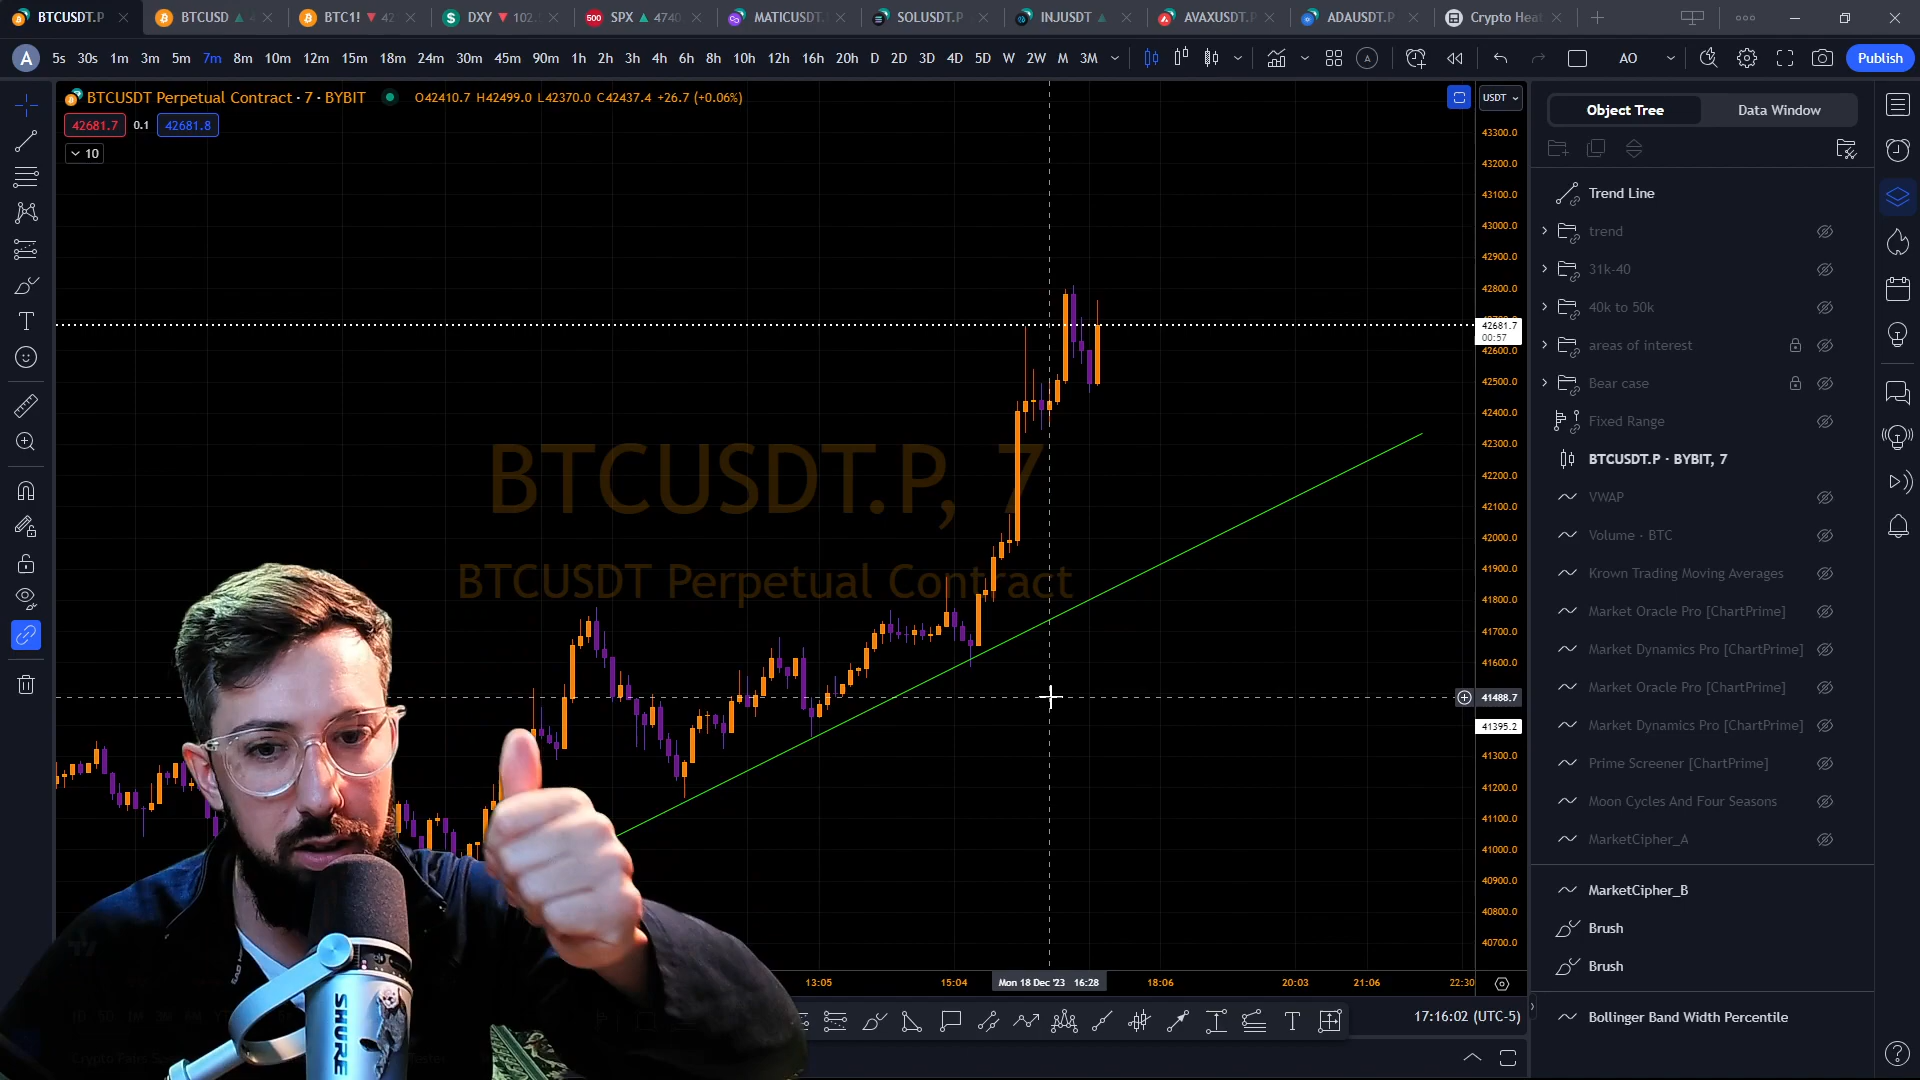 BTCUSDT.P
BTCUSD
BTC1! 42
DXY 102.
500 SPX 4740
MATICUSDT.
SOLUSDT.P
INJUSDT
AVAXUSDT.P
ADAUSDT.P
Crypto Heat
A 5s 30s 1m 3m 5m 7m 8m 10m 12m 15m 18m 24m 30m 45m 90m 1h 2h 3h 4h 6h 8h 10h 12h 16h 20h D 2D 3D 4D 5D W 2W M 3M A AO Publish
BTCUSDT Perpetual Contract · 7 · BYBIT O42410.7 H42499.0 L42370.0 C42437.4 +26.7 (+0.06%)
42681.7 0.1 42681.8
10
USDT
43300.0
43200.0
43100.0
43000.0
42900.0
42800.0
42681.7
00:57
42600.0
42500.0
42400.0
42300.0
42200.0
42100.0
42000.0
41900.0
41800.0
41700.0
41600.0
41488.7
41395.2
41300.0
41200.0
41100.0
41000.0
40900.0
40800.0
40700.0
BTCUSDT.P, 7
BTCUSDT Perpetual Contract
13:05 15:04 Mon 18 Dec '23 16:28 18:06 20:03 21:06 22:30
17:16:02 (UTC-5)
Object Tree Data Window
Trend Line
trend
31k-40
40k to 50k
areas of interest
Bear case
Fixed Range
BTCUSDT.P · BYBIT, 7
VWAP
Volume - BTC
Krown Trading Moving Averages
Market Oracle Pro [ChartPrime]
Market Dynamics Pro [ChartPrime]
Market Oracle Pro [ChartPrime]
Market Dynamics Pro [ChartPrime]
Prime Screener [ChartPrime]
Moon Cycles And Four Seasons
MarketCipher_A
MarketCipher_B
Brush
Brush
Bollinger Band Width Percentile
SHURE